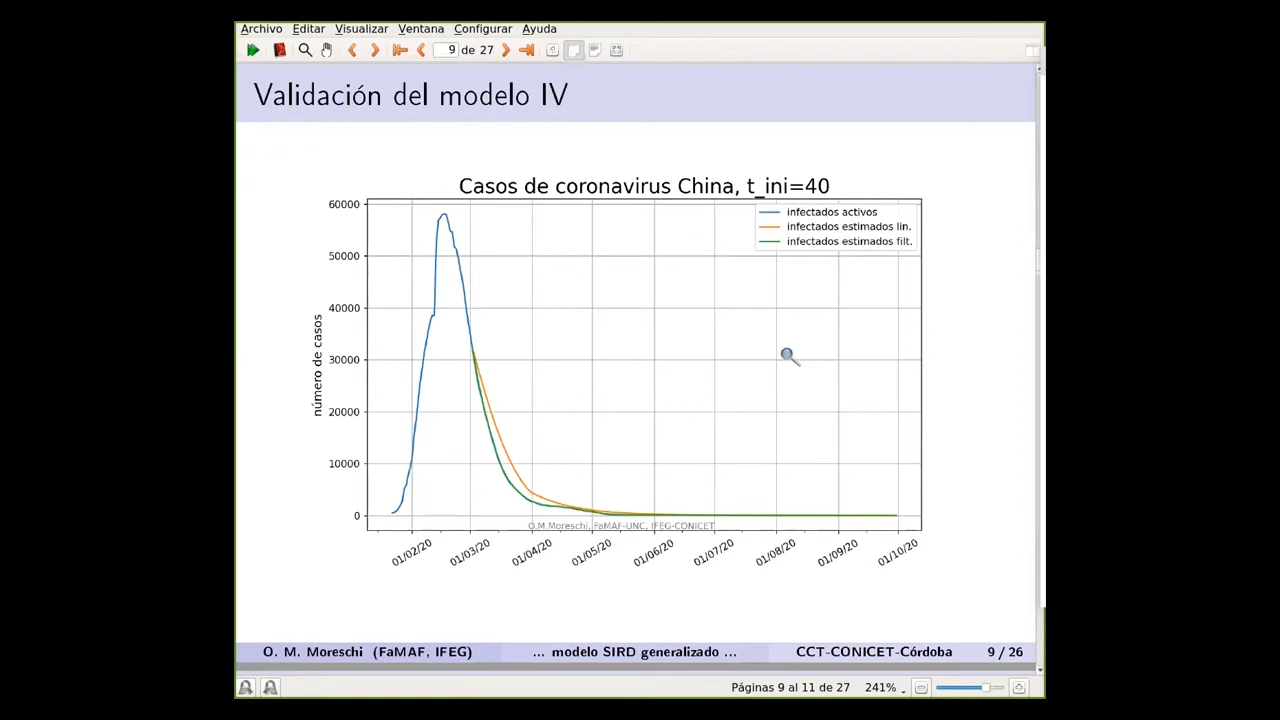 Archivo Editar Visualizar Ventana Configurar Ayuda
9 de 27
Validación del modelo IV
Casos de coronavirus China, t_ini=40
infectados activos
infectados estimados lin.
infectados estimados filt.
número de casos
60000
50000
40000
30000
20000
10000
0
O.M.Moreschi, FaMAF-UNC, IFEG-CONICET
01/02/20 01/03/20 01/04/20 01/05/20 01/06/20 01/07/20 01/08/20 01/09/20 01/10/20
O. M. Moreschi (FaMAF, IFEG) ... modelo SIRD generalizado ... CCT-CONICET-Córdoba 9 / 26
Páginas 9 al 11 de 27 241%